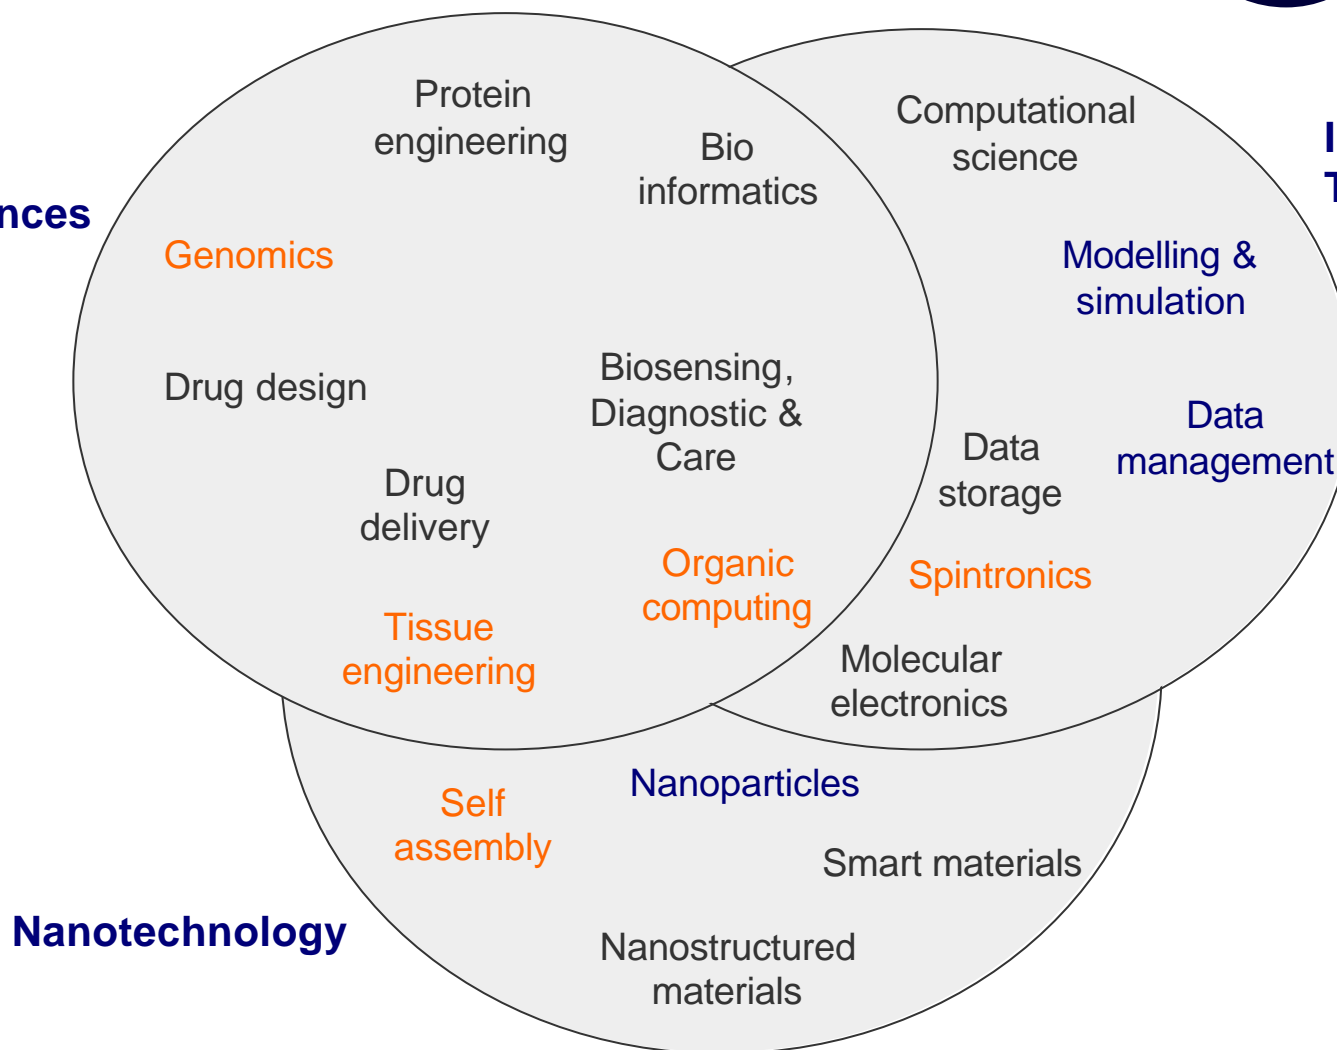 Protein
engineering
Bio
informatics
Computational
science
Genomics
Modelling &
simulation
Drug design
Biosensing,
Diagnostic &
Care
Data
management
Data
storage
Drug
delivery
Organic
computing
Spintronics
Tissue
engineering
Molecular
electronics
Nanoparticles
Self
assembly
Smart materials
Nanotechnology
Nanostructured
materials